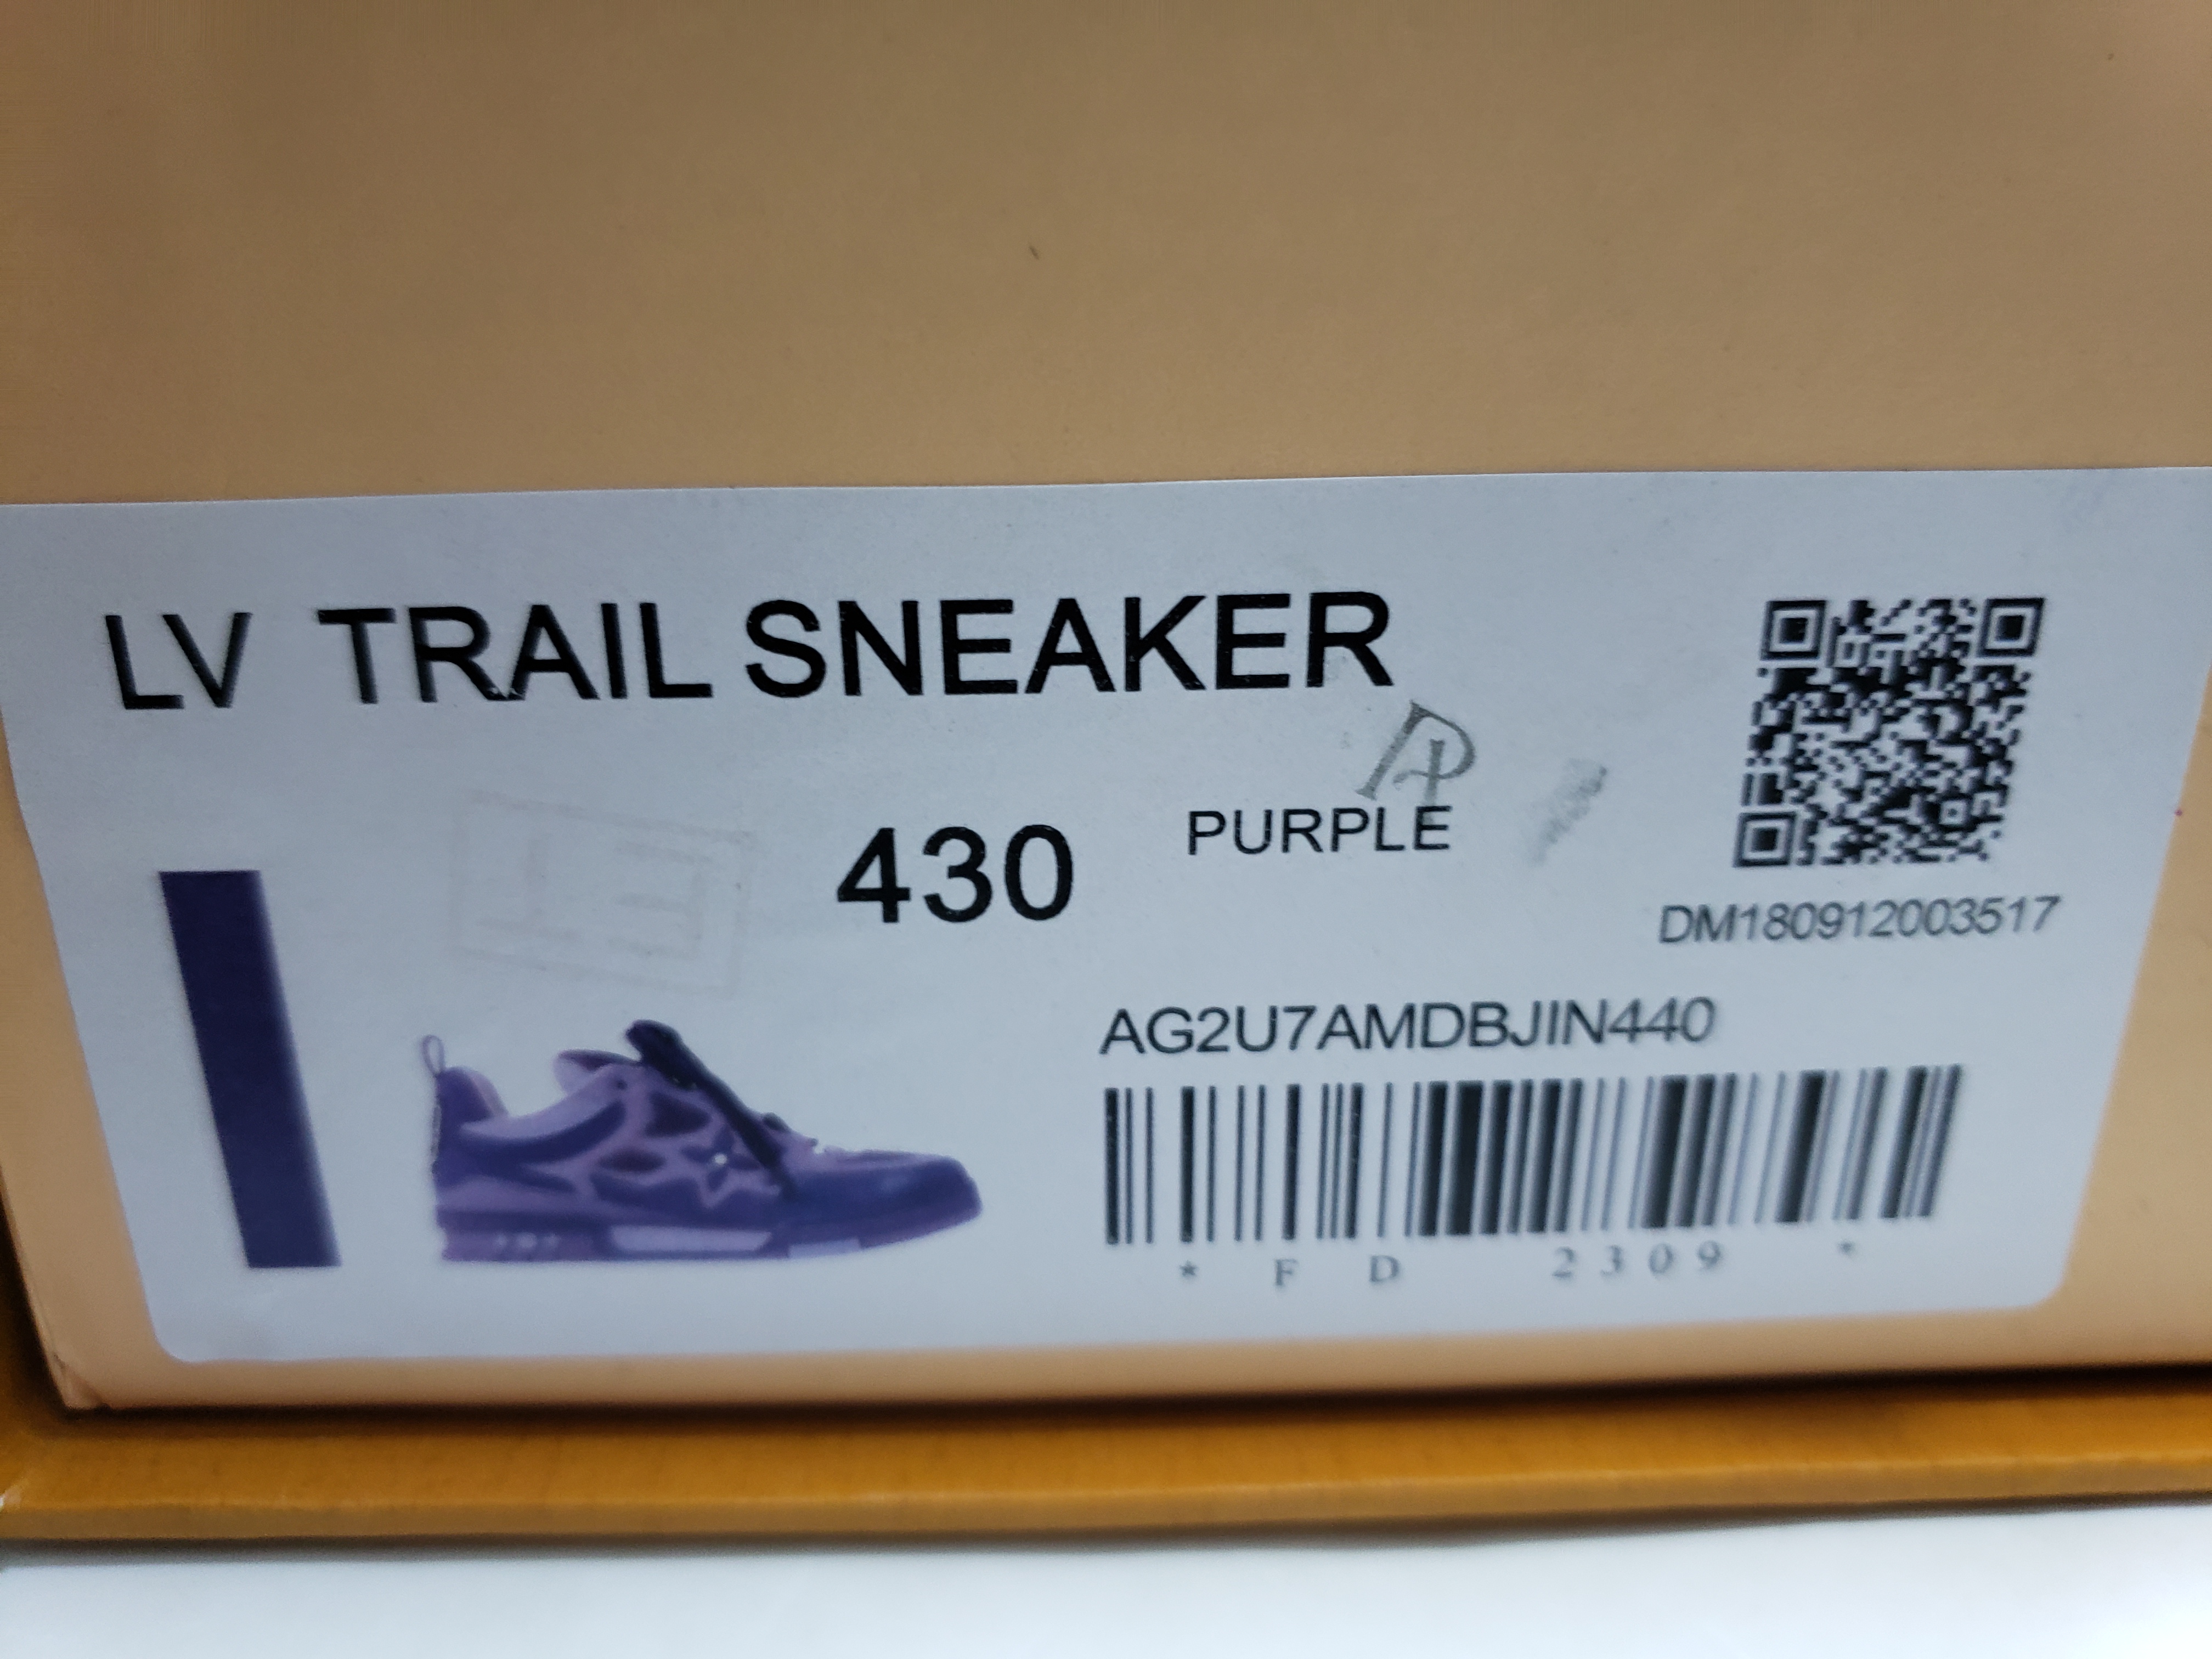 LV TRAIL SNEAKER
430 PURPLE
DM180912003517
AG2U7AMDBJIN440
* F D 2309 *